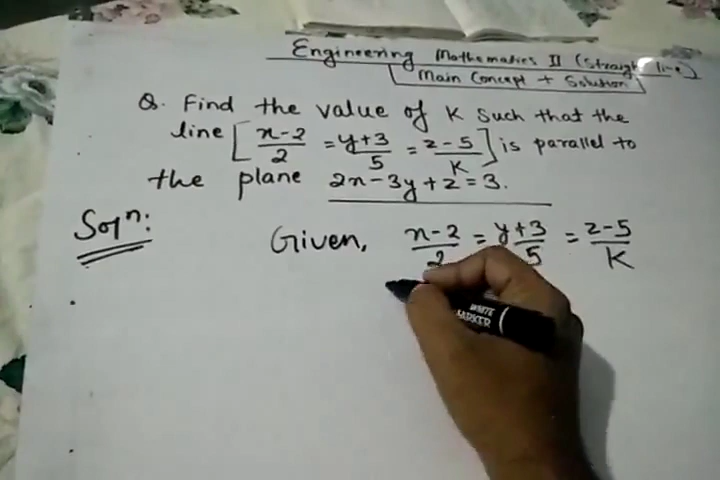 Engineering Mathematics II (Straight line)
Main Concept + Solution
Q. Find the value of K such that the
line [x-2/2 = y+3/5 = z-5/K] is parallel to
the plane 2x-3y+z=3.
Solⁿ:
Given, x-2/2 = y+3/5 = z-5/K
WHITE
MARKER